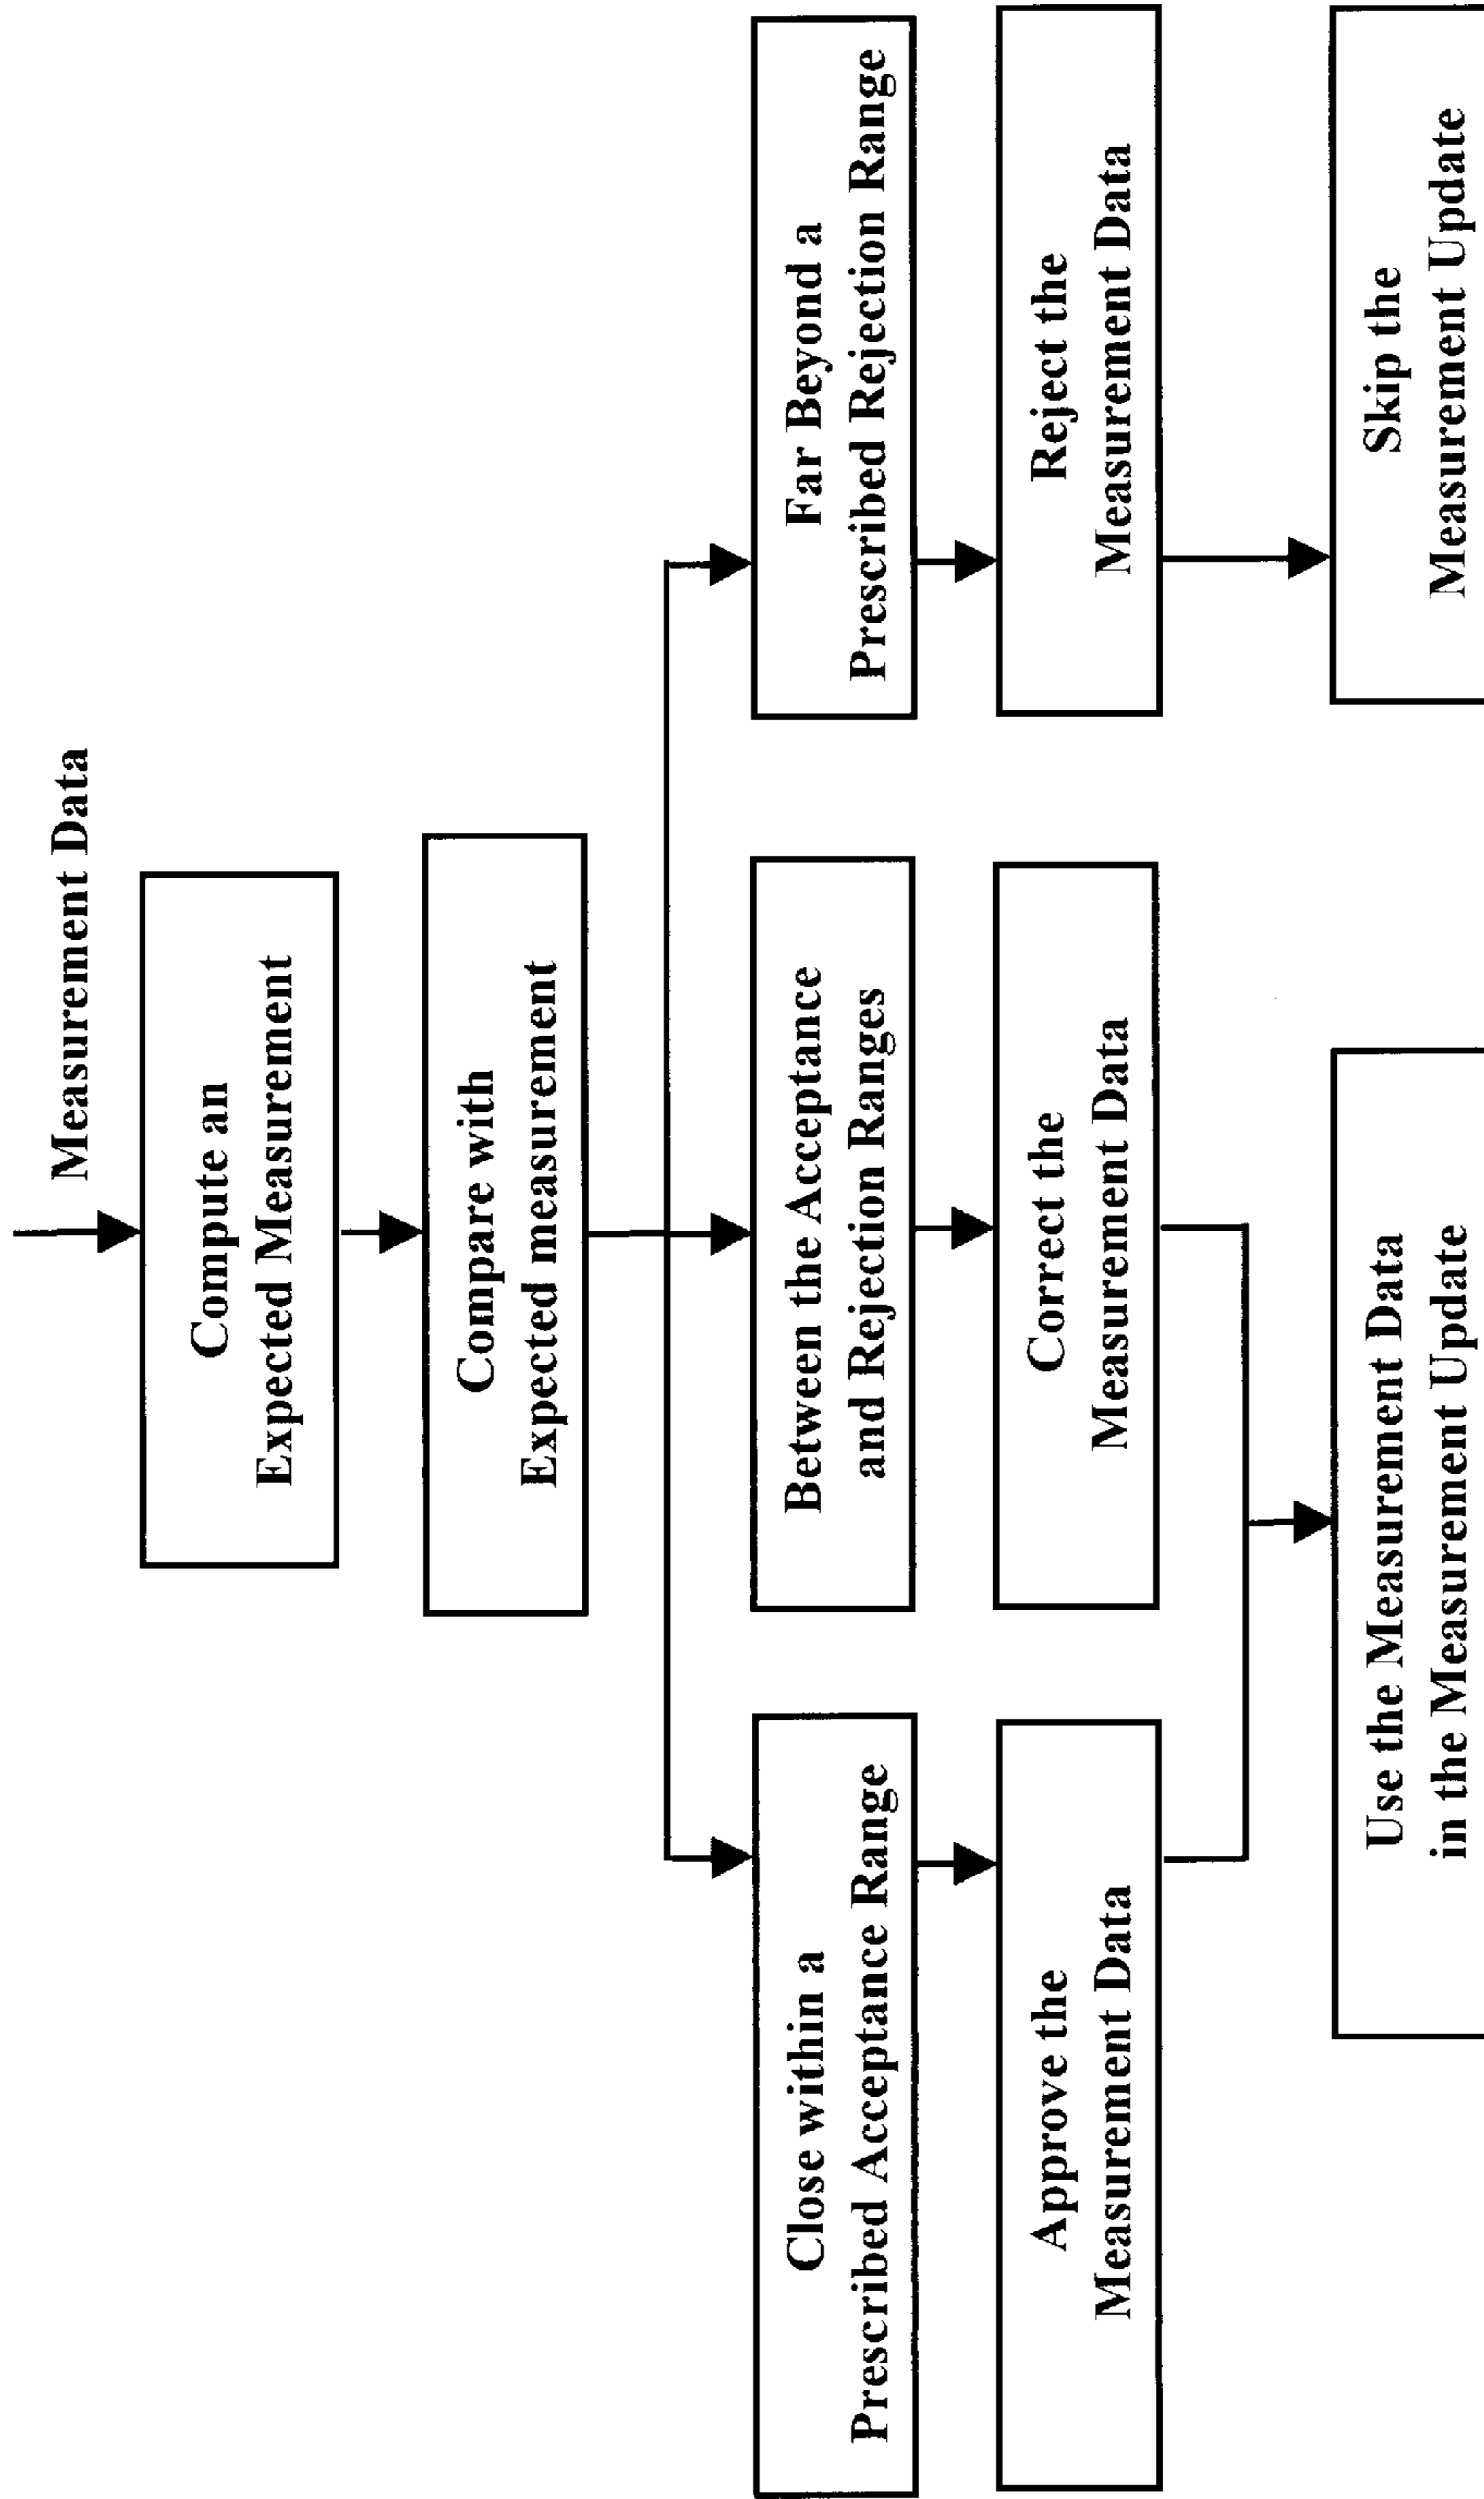 Measurement Data
Compute an
Expected Measurement
Compare with
Expected measurement
Close within a
Prescribed Acceptance Range
Between the Acceptance
and Rejection Ranges
Far Beyond a
Prescribed Rejection Range
Approve the
Measurement Data
Correct the
Measurement Data
Reject the
Measurement Data
Use the Measurement Data
in the Measurement Update
Skip the
Measurement Update